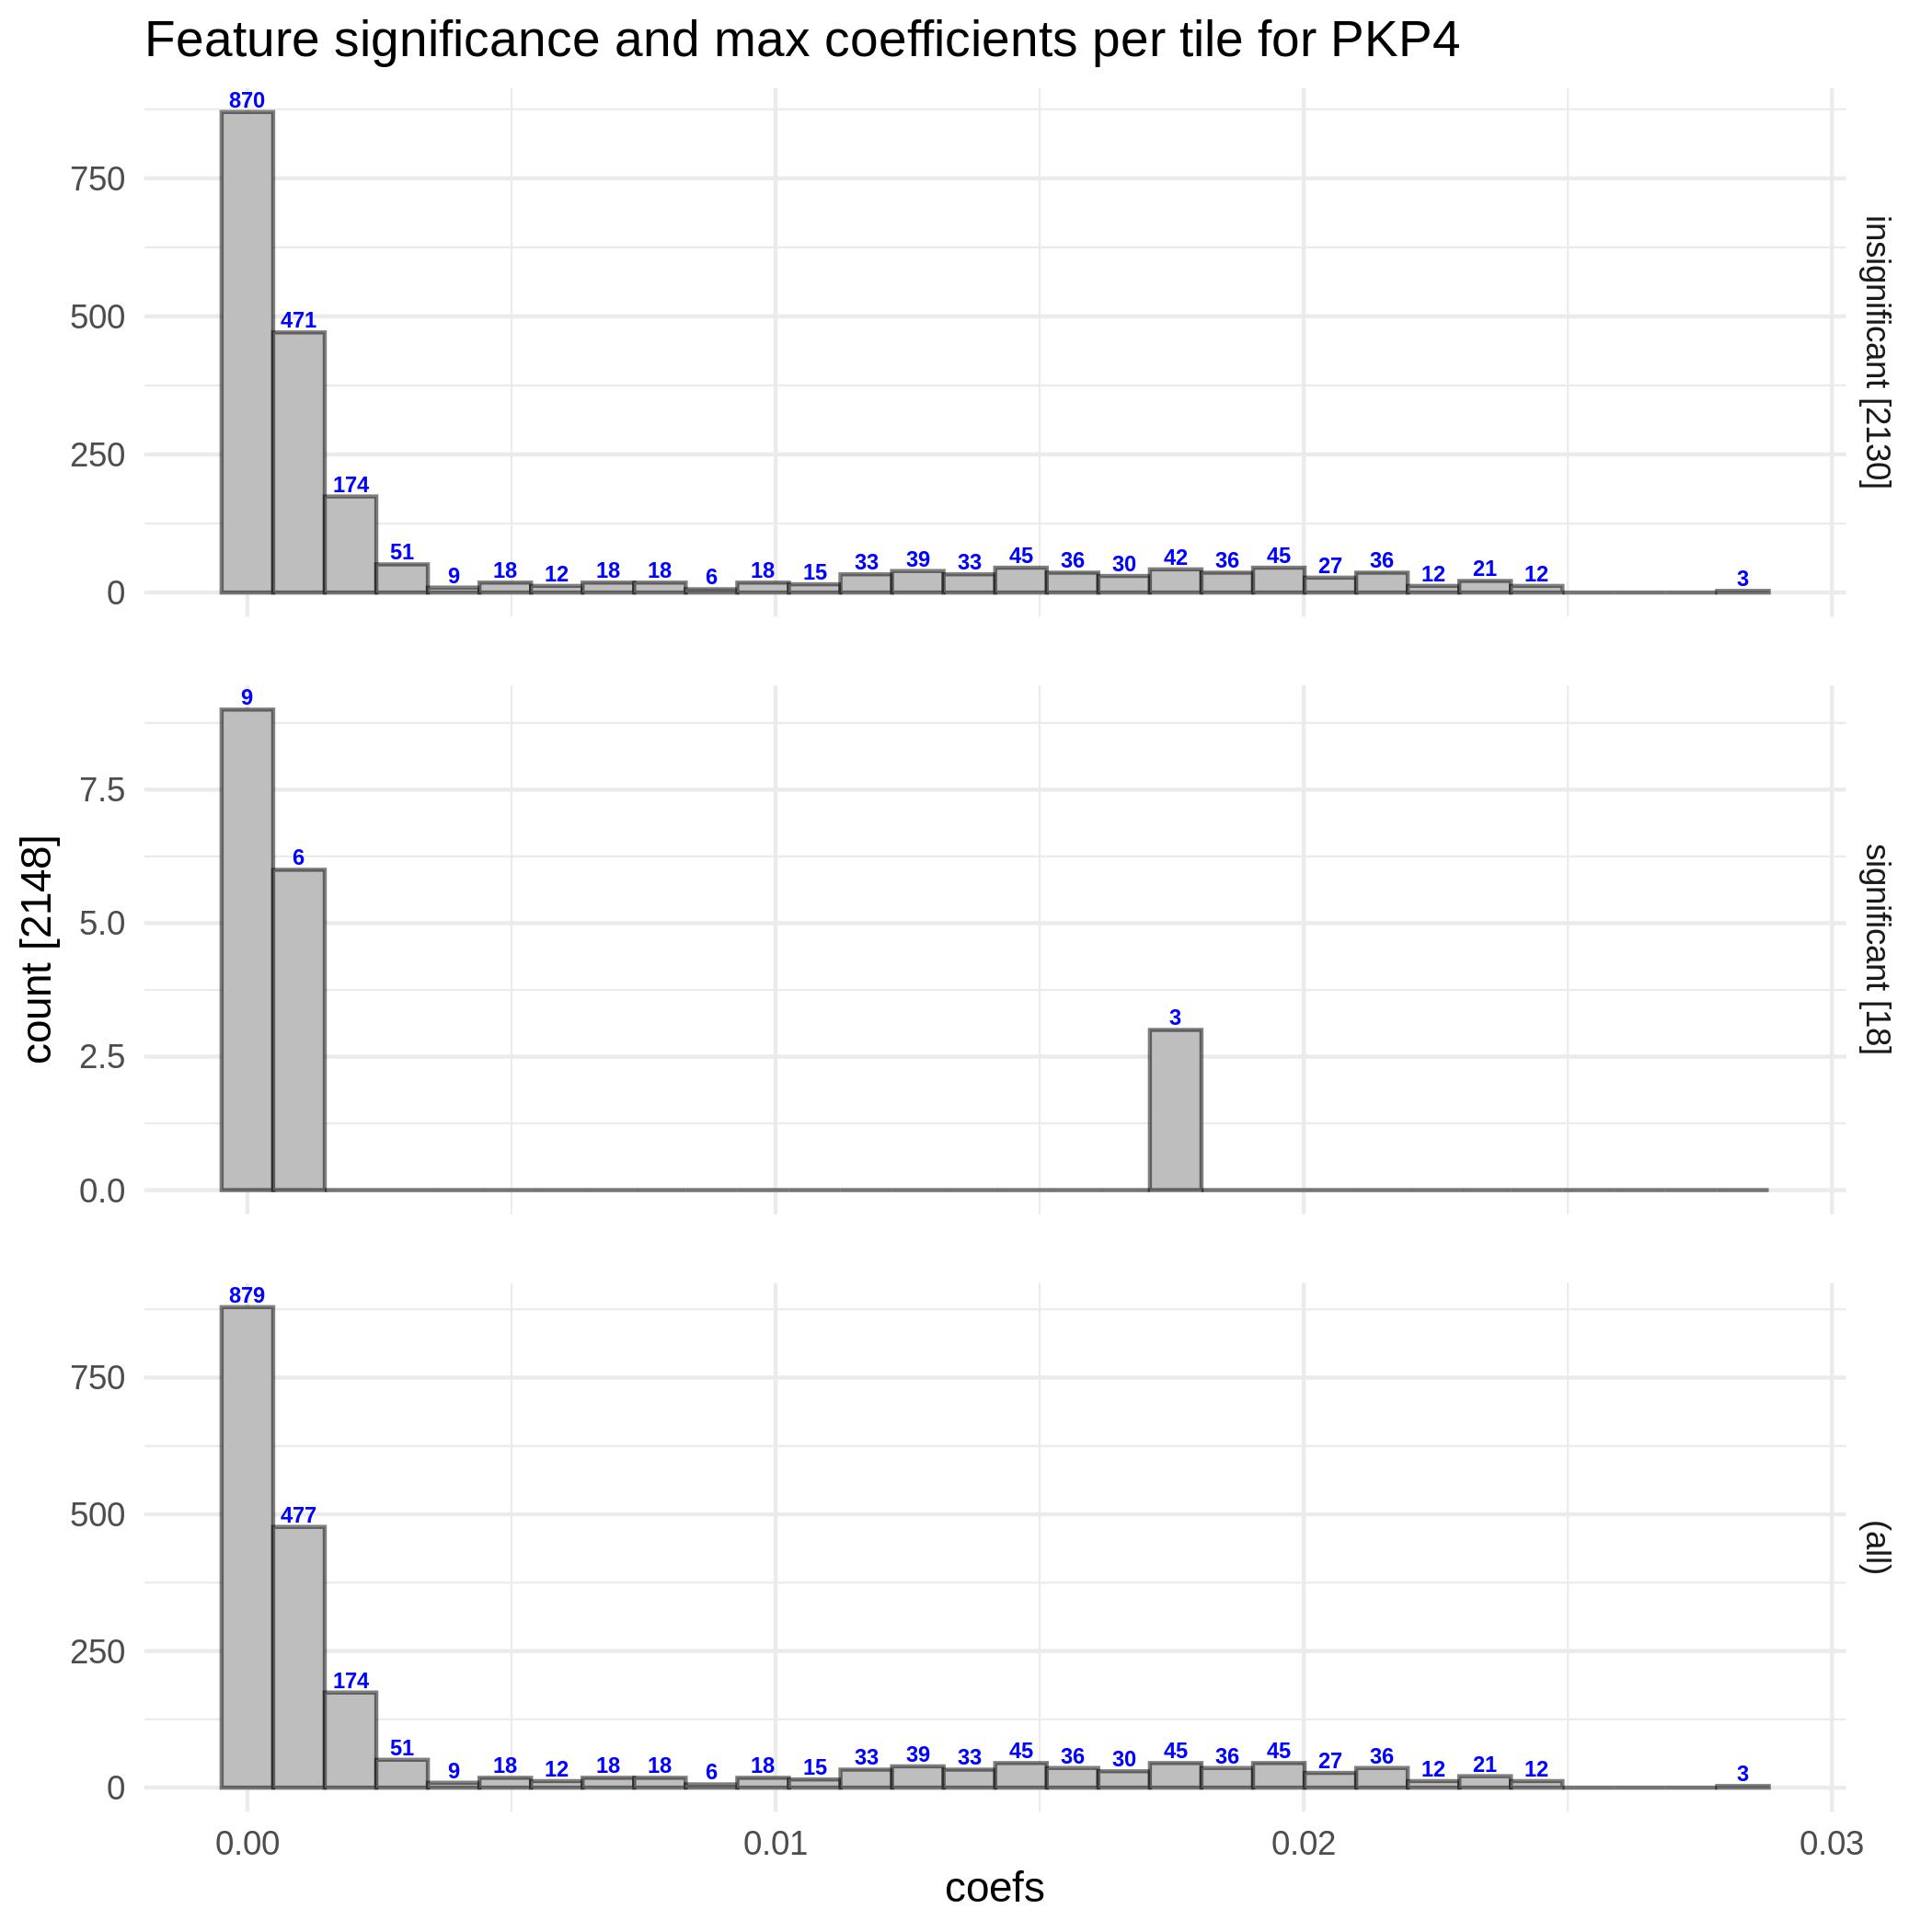 Feature significance and max coefficients per tile for PKP4
870
750
471
500
insignificant [2130]
250
174
51 9 18 12 18 18 6 18 15 33 39 33 45 36 30 42 36 45 27 36 12 21 12 3
0
9
7.5
6
5.0
count [2148]
significant [18]
3
2.5
0.0
879
750
477
500
(all)
250
174
51 9 18 12 18 18 6 18 15 33 39 33 45 36 30 45 36 45 27 36 12 21 12 3
0
0.00 0.01 0.02 0.03
coefs